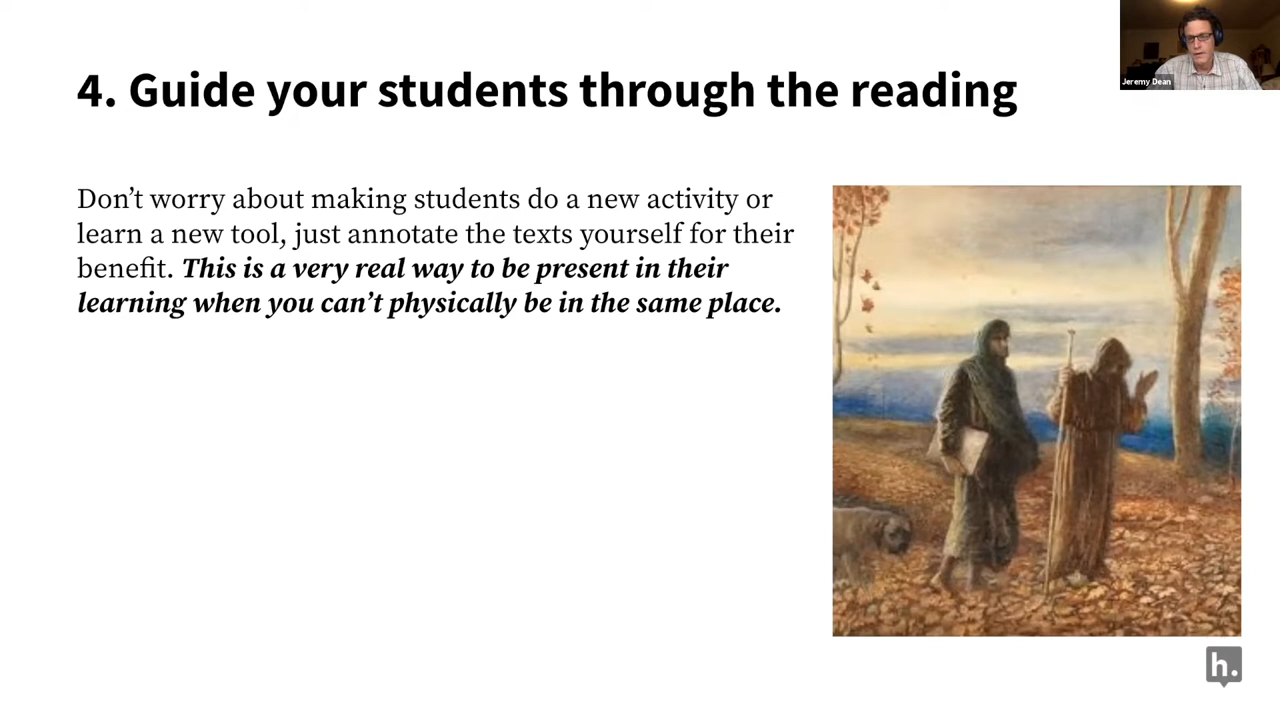 4. Guide your students through the reading
Jeremy Dean
Don’t worry about making students do a new activity or
learn a new tool, just annotate the texts yourself for their
benefit. This is a very real way to be present in their
learning when you can’t physically be in the same place.
h.